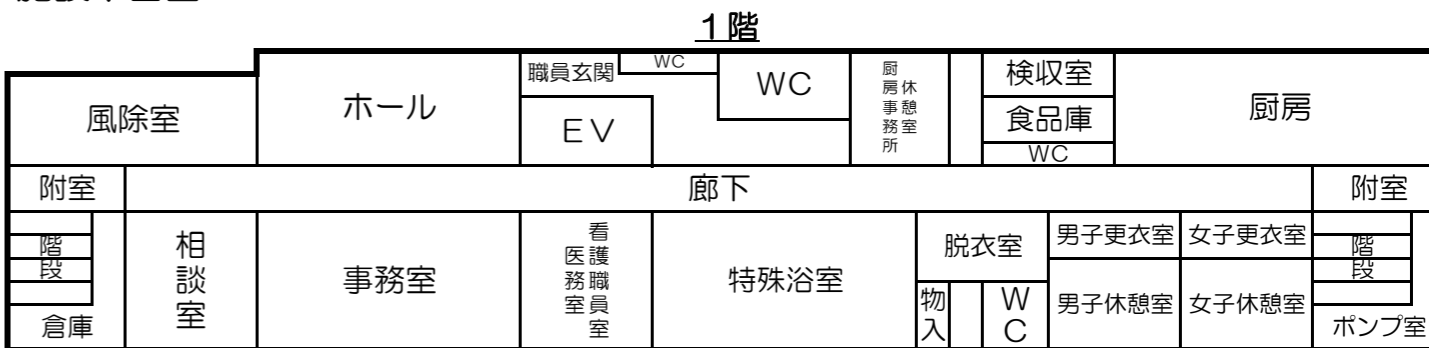 １階
風除室
ホール
職員玄関
WC
ＥＶ
ＷＣ
厨房事務所
休憩室
検収室
食品庫
WC
厨房
附室
廊下
附室
階段
倉庫
相談室
事務室
看護職員室
医務室
特殊浴室
脱衣室
物入
ＷＣ
男子更衣室
女子更衣室
男子休憩室
女子休憩室
階段
ポンプ室